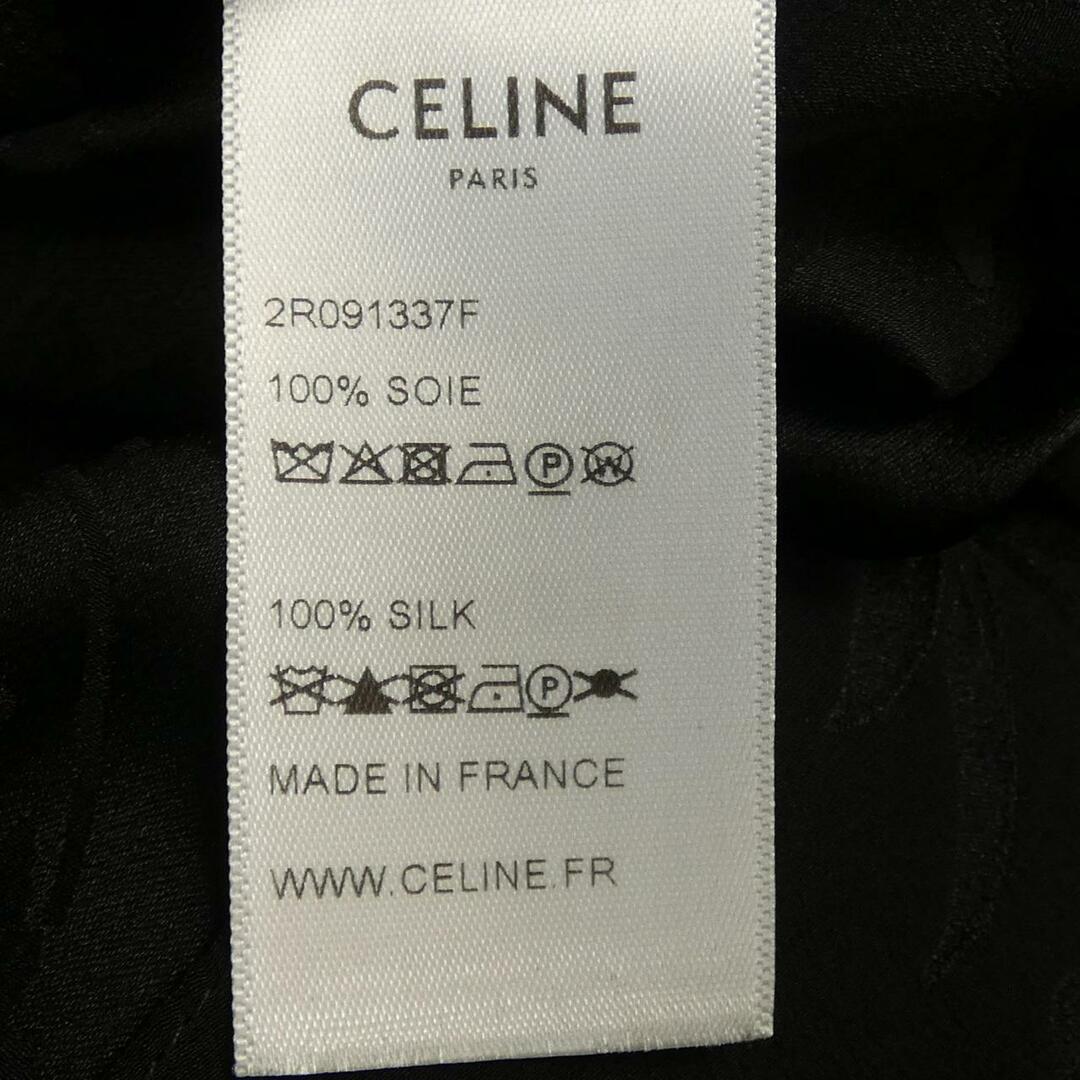 CELINE
PARIS
2R091337F
100% SOIE
P W
100% SILK
P
MADE IN FRANCE
WWW.CELINE.FR